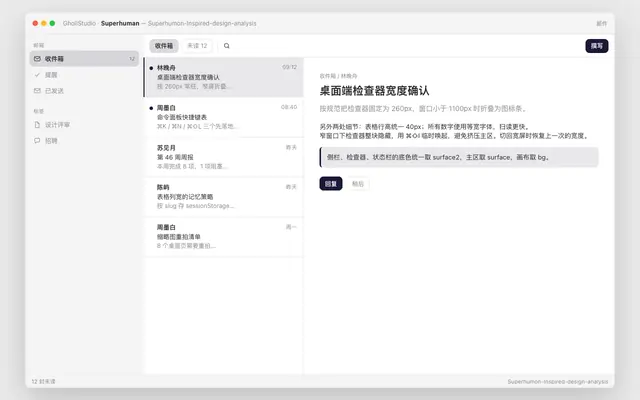 GholiStudio · Superhuman — Superhumon-Inspired-design-analysis
邮件
邮箱
收件箱 12
提醒
已发送
标签
设计评审
招聘
收件箱 未读 12
撰写
林晚舟 09:12
桌面端检查器宽度确认
按 260px 常驻，窄屏折叠…
周墨白 08:40
命令面板快捷键表
⌘K / ⌘N / ⌘⇧L 三个先落地…
苏见月 昨天
第 46 周周报
本周完成 8 项，1 项阻塞…
陈屿 昨天
表格列宽的记忆策略
按 slug 存 sessionStorage…
周墨白 周一
缩略图重拍清单
8 个桌面页需要重拍…
收件箱 / 林晚舟
桌面端检查器宽度确认
按规范把检查器固定为 260px，窗口小于 1100px 时折叠为图标条。
另外两处细节：表格行高统一 40px；所有数字使用等宽字体，扫读更快。
窄窗口下检查器整块隐藏，用 ⌘⇧I 临时唤起，避免挤压主区，切回宽屏时恢复上一次的宽度。
侧栏、检查器、状态栏的底色统一取 surface2，主区取 surface，画布取 bg。
回复 稍后
12 封未读
Superhumon-Inspired-design-analysis